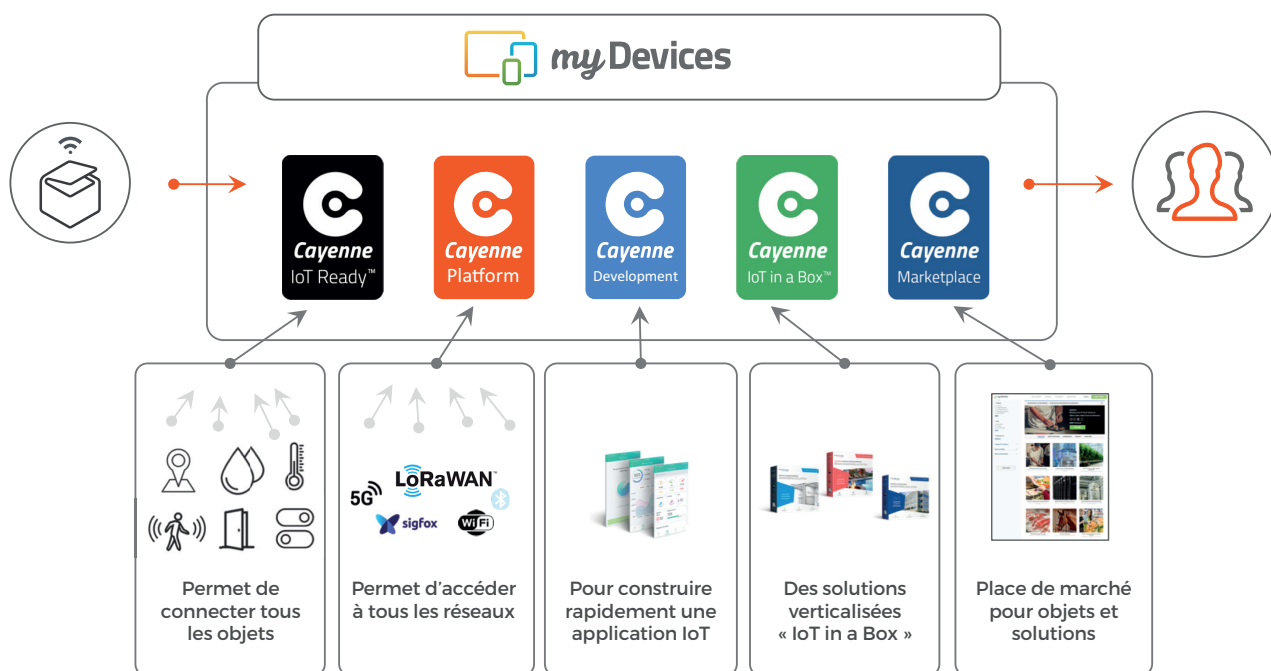 myDevices
Cayenne
IoT Ready™
Cayenne
Platform
Cayenne
Development
Cayenne
IoT in a Box™
Cayenne
Marketplace
5G
LoRaWAN™
sigfox
WiFi
Permet de
connecter tous
les objets
Permet d’accéder
à tous les réseaux
Pour construire
rapidement une
application IoT
Des solutions
verticalisées
« IoT in a Box »
Place de marché
pour objets et
solutions